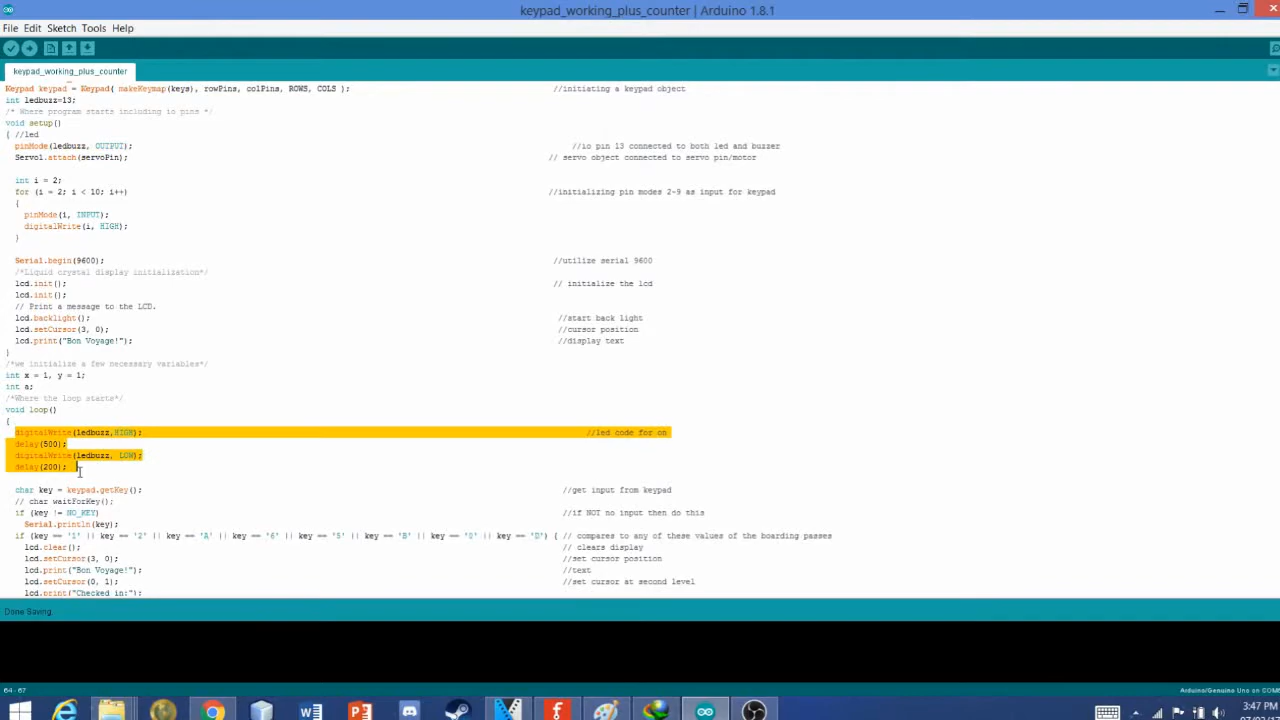 keypad_working_plus_counter | Arduino 1.8.1
File Edit Sketch Tools Help
keypad_working_plus_counter
Keypad keypad = Keypad( makeKeymap(keys), rowPins, colPins, ROWS, COLS ); //initiating a keypad object
int ledbuzz=13;
/* Where program starts including io pins */
void setup()
{ //led
pinMode(ledbuzz, OUTPUT); //io pin 13 connected to both led and buzzer
Servo1.attach(servoPin); // servo object connected to servo pin/motor
int i = 2;
for (i = 2; i < 10; i++) //initializing pin modes 2-9 as input for keypad
{
pinMode(i, INPUT);
digitalWrite(i, HIGH);
}
Serial.begin(9600); //utilize serial 9600
/*Liquid crystal display initialization*/
lcd.init(); // initialize the lcd
lcd.init();
// Print a message to the LCD.
lcd.backlight(); //start back light
lcd.setCursor(3, 0); //cursor position
lcd.print("Bon Voyage!"); //display text
}
/*we initialize a few necessary variables*/
int x = 1, y = 1;
int a;
/*Where the loop starts*/
void loop()
{
digitalWrite(ledbuzz,HIGH); //led code for on
delay(500);
digitalWrite(ledbuzz, LOW);
delay(200);
char key = keypad.getKey(); //get input from keypad
// char waitForKey();
if (key != NO_KEY) //if NOT no input then do this
Serial.println(key);
if (key == '1' || key == '2' || key == 'A' || key == '6' || key == '5' || key == 'B' || key == '0' || key == 'D') { // compares to any of these values of the boarding passes
lcd.clear(); // clears display
lcd.setCursor(3, 0); //set cursor position
lcd.print("Bon Voyage!"); //text
lcd.setCursor(0, 1); //set cursor at second level
lcd.print("Checked in:");
Done Saving.
64 - 67
Arduino/Genuino Uno on COM
3:47 PM